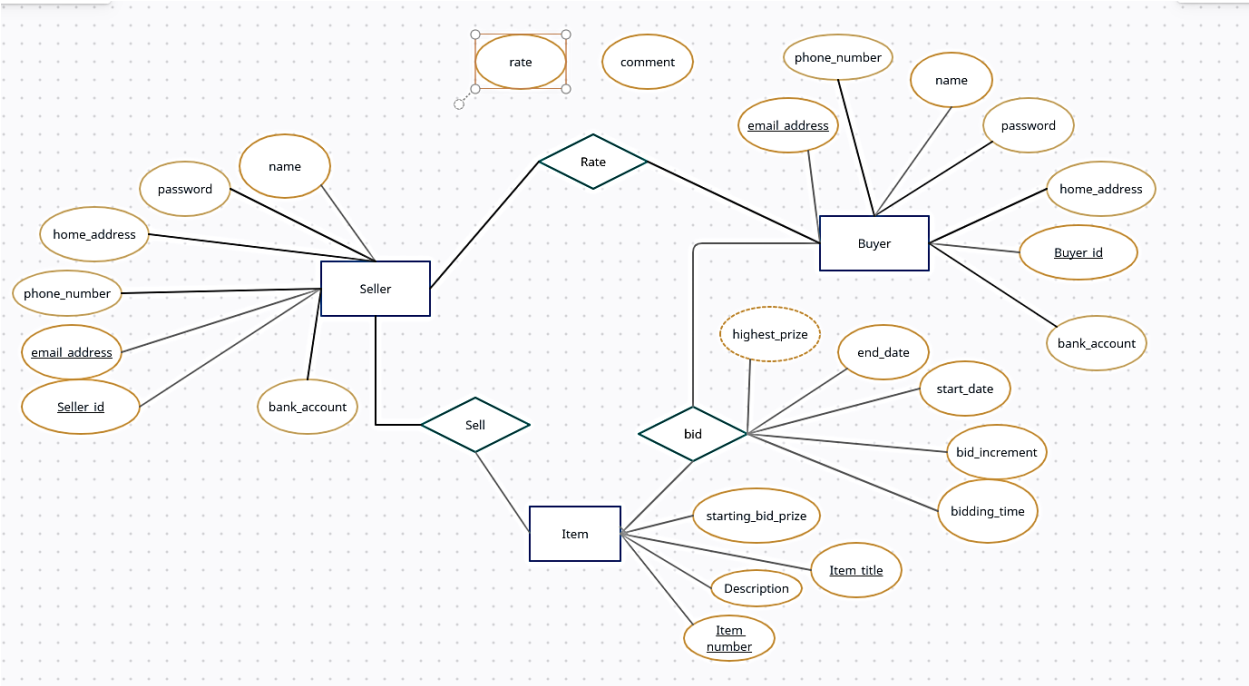 rate
comment
phone_number
name
email_address
password
Rate
name
password
home_address
home_address
Buyer
Buyer_id
Seller
phone_number
highest_prize
end_date
bank_account
email_address
start_date
Seller_id
bank_account
Sell
bid
bid_increment
bidding_time
starting_bid_prize
Item
Item_title
Description
Item_
number